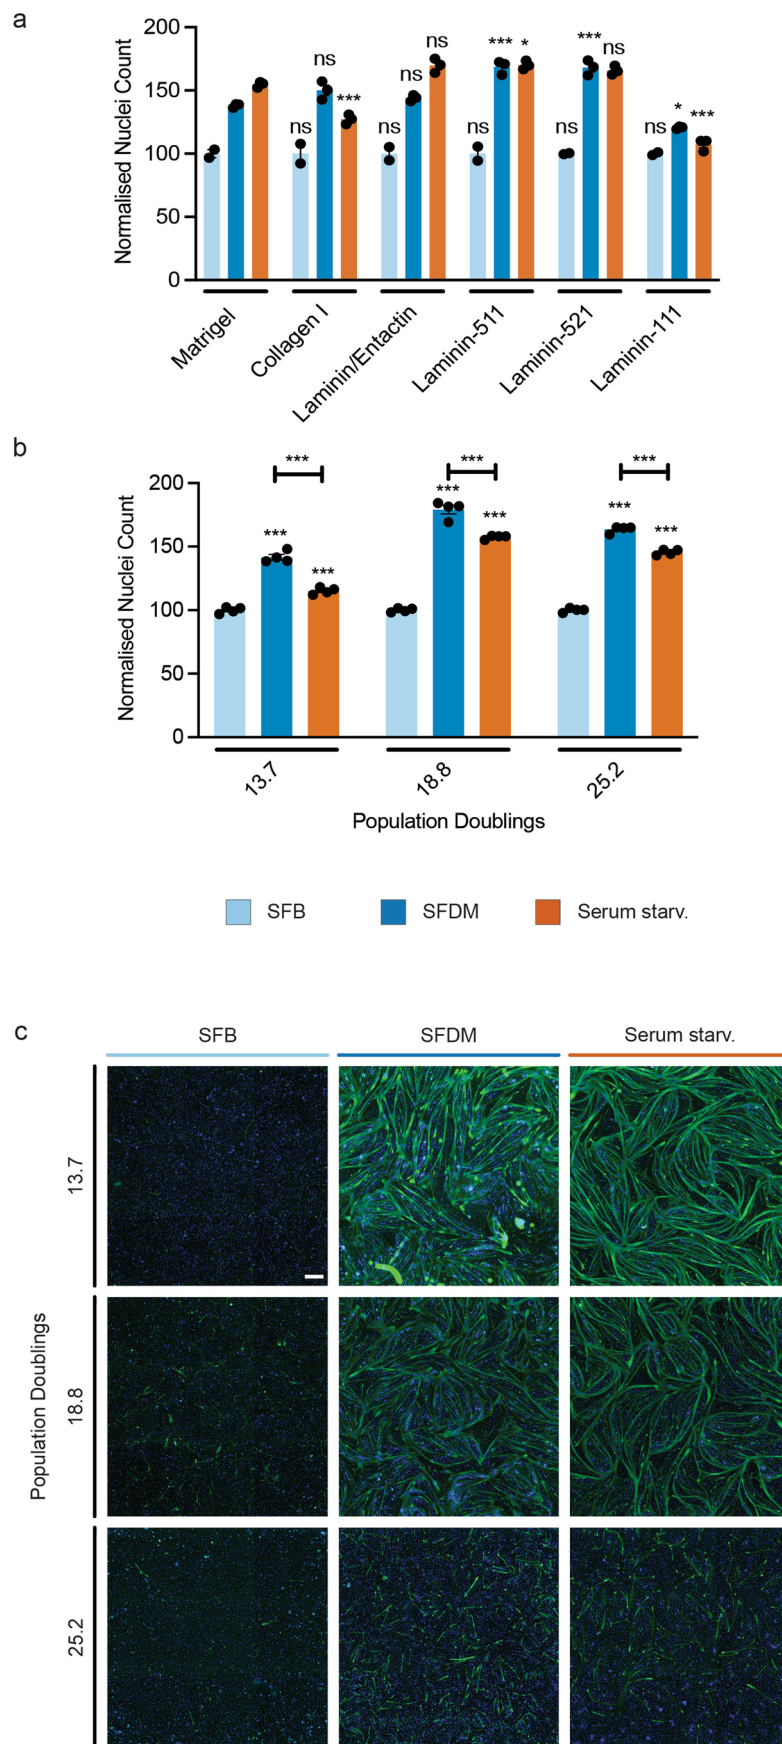 a
Normalised Nuclei Count
200
150
100
50
0
ns
ns
***
ns
ns
ns
ns
***
*
ns
***
ns
ns
*
***
Matrigel
Collagen I
Laminin/Entactin
Laminin-511
Laminin-521
Laminin-111
b
Normalised Nuclei Count
200
150
100
50
0
***
***
***
***
***
***
***
***
***
13.7
18.8
25.2
Population Doublings
SFB
SFDM
Serum starv.
c
SFB
SFDM
Serum starv.
Population Doublings
13.7
18.8
25.2